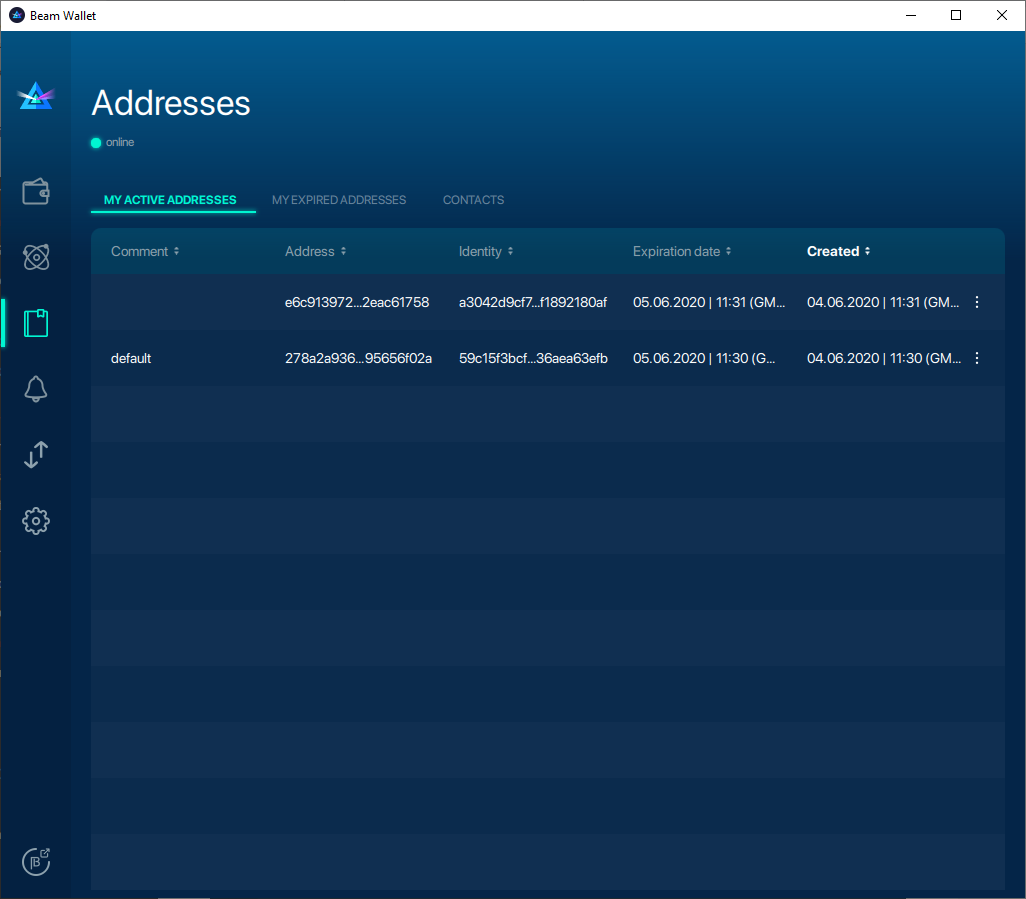 Beam Wallet
Addresses
online
MY ACTIVE ADDRESSES MY EXPIRED ADDRESSES CONTACTS
Comment Address Identity Expiration date Created
e6c913972...2eac61758 a3042d9cf7...f1892180af 05.06.2020 | 11:31 (GM... 04.06.2020 | 11:31 (GM...
default 278a2a936...95656f02a 59c15f3bcf...36aea63efb 05.06.2020 | 11:30 (G... 04.06.2020 | 11:30 (GM...